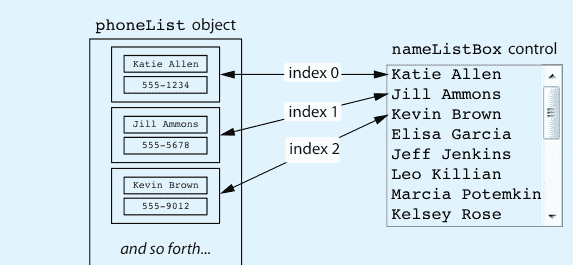 phoneList object
Katie Allen
555-1234
Jill Ammons
555-5678
Kevin Brown
555-9012
and so forth...
index 0
index 1
index 2
nameListBox control
Katie Allen
Jill Ammons
Kevin Brown
Elisa Garcia
Jeff Jenkins
Leo Killian
Marcia Potemkin
Kelsey Rose